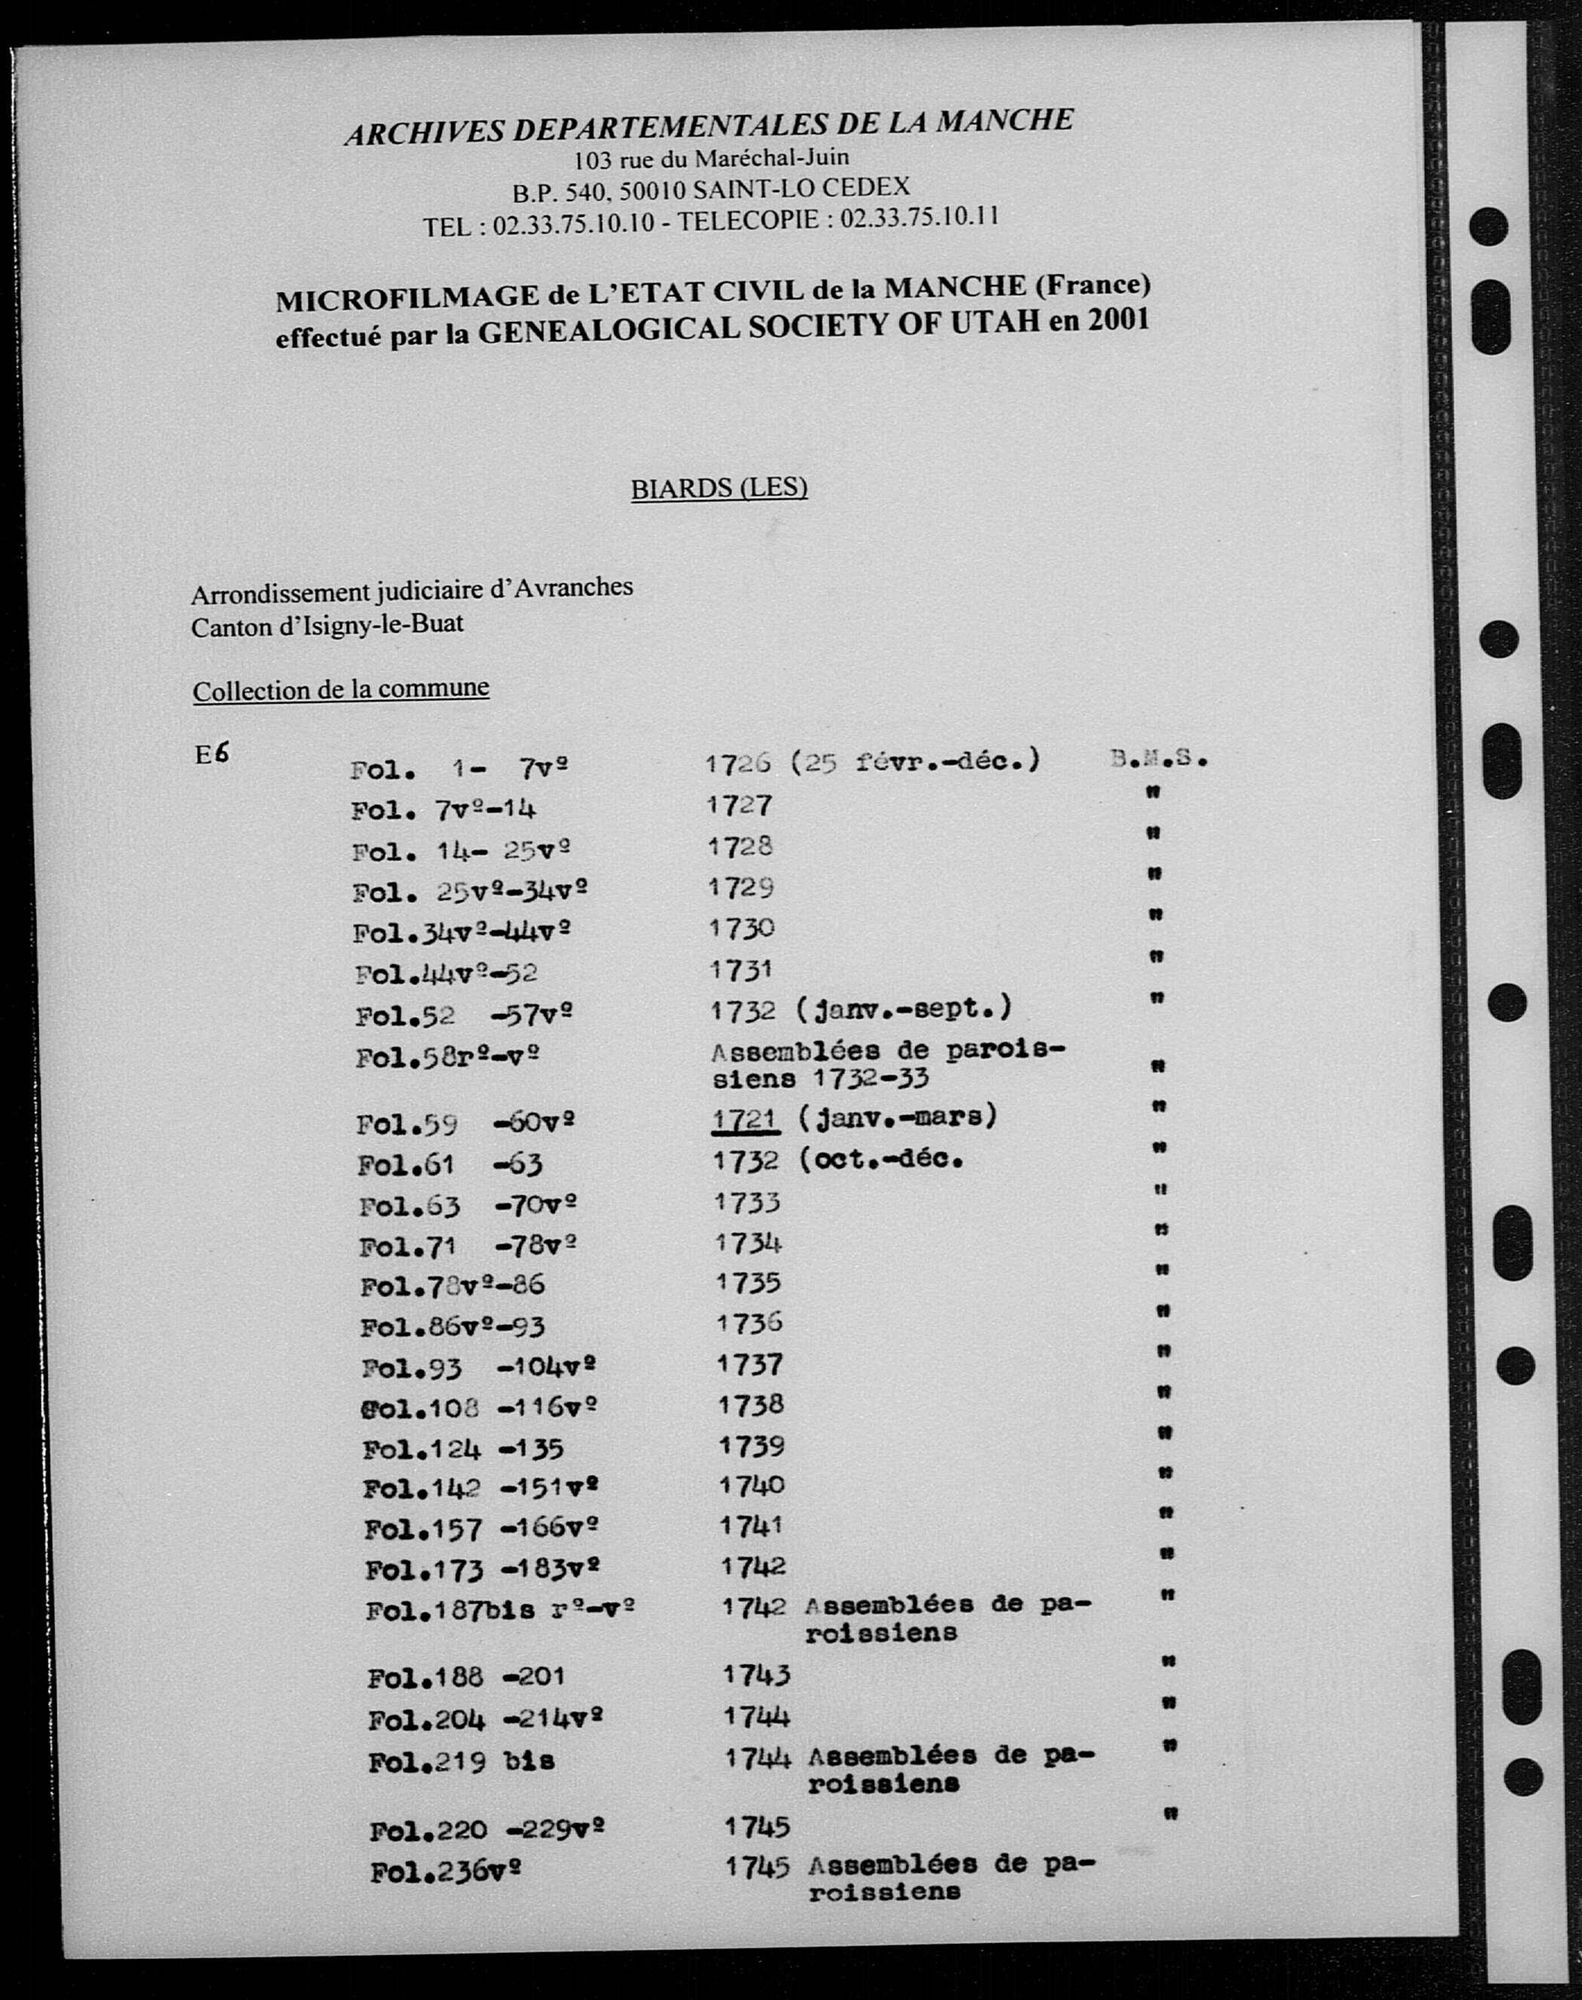 ARCHIVES DEPARTEMENTALES DE LA MANCHE
103 rue du Maréchal-Juin
B.P. 540, 50010 SAINT-LO CEDEX
TEL : 02.33.75.10.10 - TELECOPIE : 02.33.75.10.11
MICROFILMAGE de L'ETAT CIVIL de la MANCHE (France)
effectué par la GENEALOGICAL SOCIETY OF UTAH en 2001
BIARDS (LES)
Arrondissement judiciaire d'Avranches
Canton d'Isigny-le-Buat
Collection de la commune
E6 Fol. 1- 7vº 1726 (25 févr.-déc.) B.M.S.
Fol. 7vº-14 1727 "
Fol. 14- 25vº 1728 "
Fol. 25vº-34vº 1729 "
Fol.34vº-44vº 1730 "
Fol.44vº-52 1731 "
Fol.52 -57vº 1732 (janv.-sept.) "
Fol.58rº-vº Assemblées de parois-
siens 1732-33 "
Fol.59 -60vº 1721 (janv.-mars) "
Fol.61 -63 1732 (oct.-déc. "
Fol.63 -70vº 1733 "
Fol.71 -78vº 1734 "
Fol.78vº-86 1735 "
Fol.86vº-93 1736 "
Fol.93 -104vº 1737 "
Fol.108 -116vº 1738 "
Fol.124 -135 1739 "
Fol.142 -151vº 1740 "
Fol.157 -166vº 1741 "
Fol.173 -183vº 1742 "
Fol.187bis rº-vº 1742 Assemblées de pa- "
roissiens
Fol.188 -201 1743 "
Fol.204 -214vº 1744 "
Fol.219 bis 1744 Assemblées de pa- "
roissiens
Fol.220 -229vº 1745 "
Fol.236vº 1745 Assemblées de pa-
roissiens